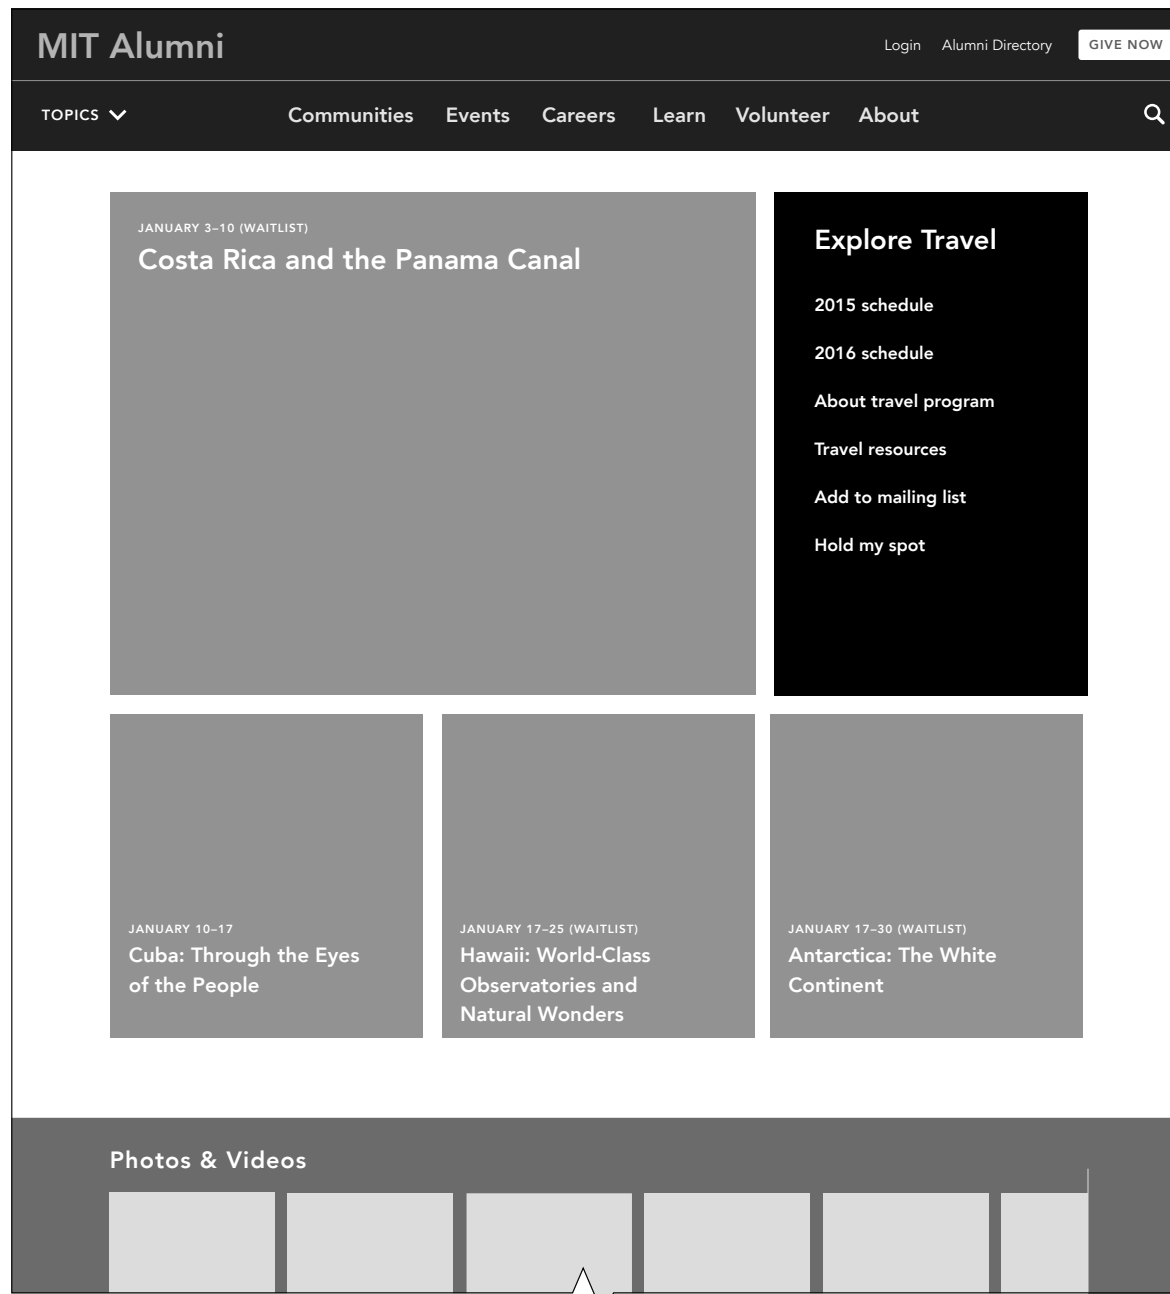 MIT Alumni
Login Alumni Directory GIVE NOW
TOPICS Communities Events Careers Learn Volunteer About
JANUARY 3–10 (WAITLIST)
Costa Rica and the Panama Canal
Explore Travel
2015 schedule
2016 schedule
About travel program
Travel resources
Add to mailing list
Hold my spot
JANUARY 10–17
Cuba: Through the Eyes
of the People
JANUARY 17–25 (WAITLIST)
Hawaii: World-Class
Observatories and
Natural Wonders
JANUARY 17–30 (WAITLIST)
Antarctica: The White
Continent
Photos & Videos